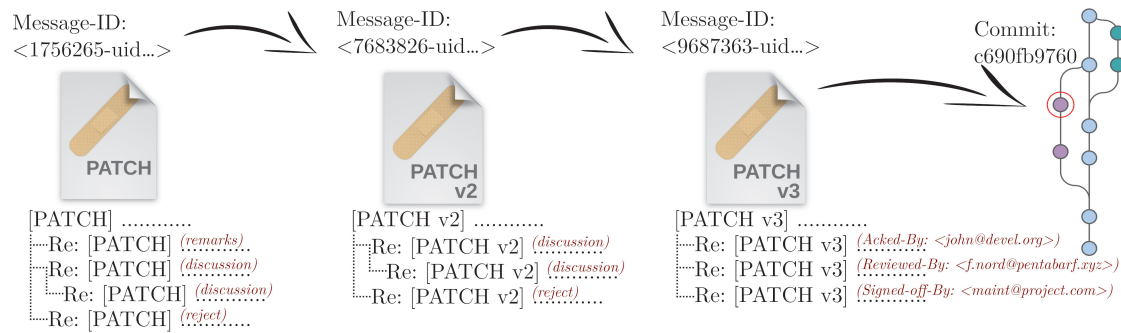 Message-ID:
<1756265-uid...>
PATCH
[PATCH] ............
Re: [PATCH] (remarks)
Re: [PATCH] (discussion)
Re: [PATCH] (discussion)
Re: [PATCH] (reject)
Message-ID:
<7683826-uid...>
PATCH
v2
[PATCH v2] ............
Re: [PATCH v2] (discussion)
Re: [PATCH v2] (discussion)
Re: [PATCH v2] (reject)
Message-ID:
<9687363-uid...>
PATCH
v3
[PATCH v3] ............
Re: [PATCH v3] (Acked-By: <john@devel.org>)
Re: [PATCH v3] (Reviewed-By: <f.nord@pentabarf.xyz>)
Re: [PATCH v3] (Signed-off-By: <maint@project.com>)
Commit:
c690fb9760